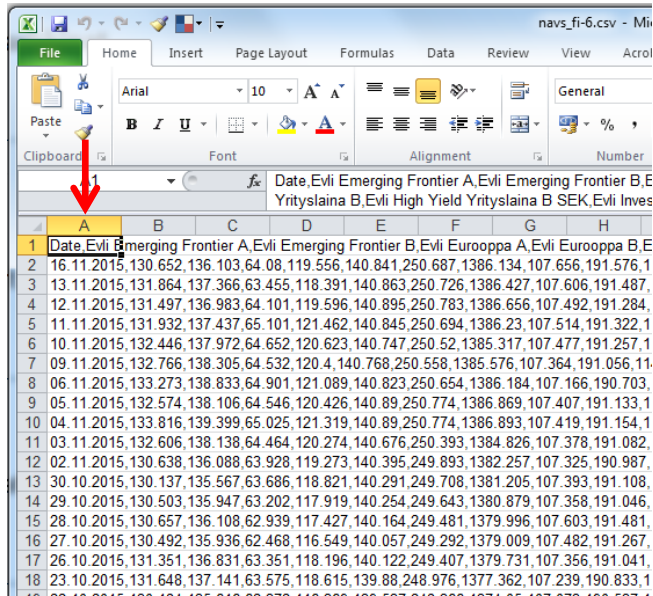 navs_fi-6.csv - Mi
File Home Insert Page Layout Formulas Data Review View Acrol
Paste
Arial 10 A A General
B I U A % ,
Clipboard Font Alignment Number
A1 fx Date,Evli Emerging Frontier A,Evli Emerging Frontier B,E
Yrityslaina B,Evli High Yield Yrityslaina B SEK,Evli Inves
A B C D E F G H
1 Date,Evli Emerging Frontier A,Evli Emerging Frontier B,Evli Eurooppa A,Evli Eurooppa B,E
2 16.11.2015,130.652,136.103,64.08,119.556,140.841,250.687,1386.134,107.656,191.576,1
3 13.11.2015,131.864,137.366,63.455,118.391,140.863,250.726,1386.427,107.606,191.487,
4 12.11.2015,131.497,136.983,64.101,119.596,140.895,250.783,1386.656,107.492,191.284,
5 11.11.2015,131.932,137.437,65.101,121.462,140.845,250.694,1386.23,107.514,191.322,1
6 10.11.2015,132.446,137.972,64.652,120.623,140.747,250.52,1385.317,107.477,191.257,1
7 09.11.2015,132.766,138.305,64.532,120.4,140.768,250.558,1385.576,107.364,191.056,11
8 06.11.2015,133.273,138.833,64.901,121.089,140.823,250.654,1386.184,107.166,190.703,
9 05.11.2015,132.574,138.106,64.546,120.426,140.89,250.774,1386.869,107.407,191.133,1
10 04.11.2015,133.816,139.399,65.025,121.319,140.89,250.774,1386.893,107.419,191.154,1
11 03.11.2015,132.606,138.138,64.464,120.274,140.676,250.393,1384.826,107.378,191.082,
12 02.11.2015,130.638,136.088,63.928,119.273,140.395,249.893,1382.257,107.325,190.987,
13 30.10.2015,130.137,135.567,63.686,118.821,140.291,249.708,1381.205,107.393,191.108,
14 29.10.2015,130.503,135.947,63.202,117.919,140.254,249.643,1380.879,107.358,191.046,
15 28.10.2015,130.657,136.108,62.939,117.427,140.164,249.481,1379.996,107.603,191.481,
16 27.10.2015,130.492,135.936,62.468,116.549,140.057,249.292,1379.009,107.482,191.267,
17 26.10.2015,131.351,136.831,63.351,118.196,140.122,249.407,1379.731,107.356,191.041,
18 23.10.2015,131.648,137.141,63.575,118.615,139.88,248.976,1377.362,107.239,190.833,1